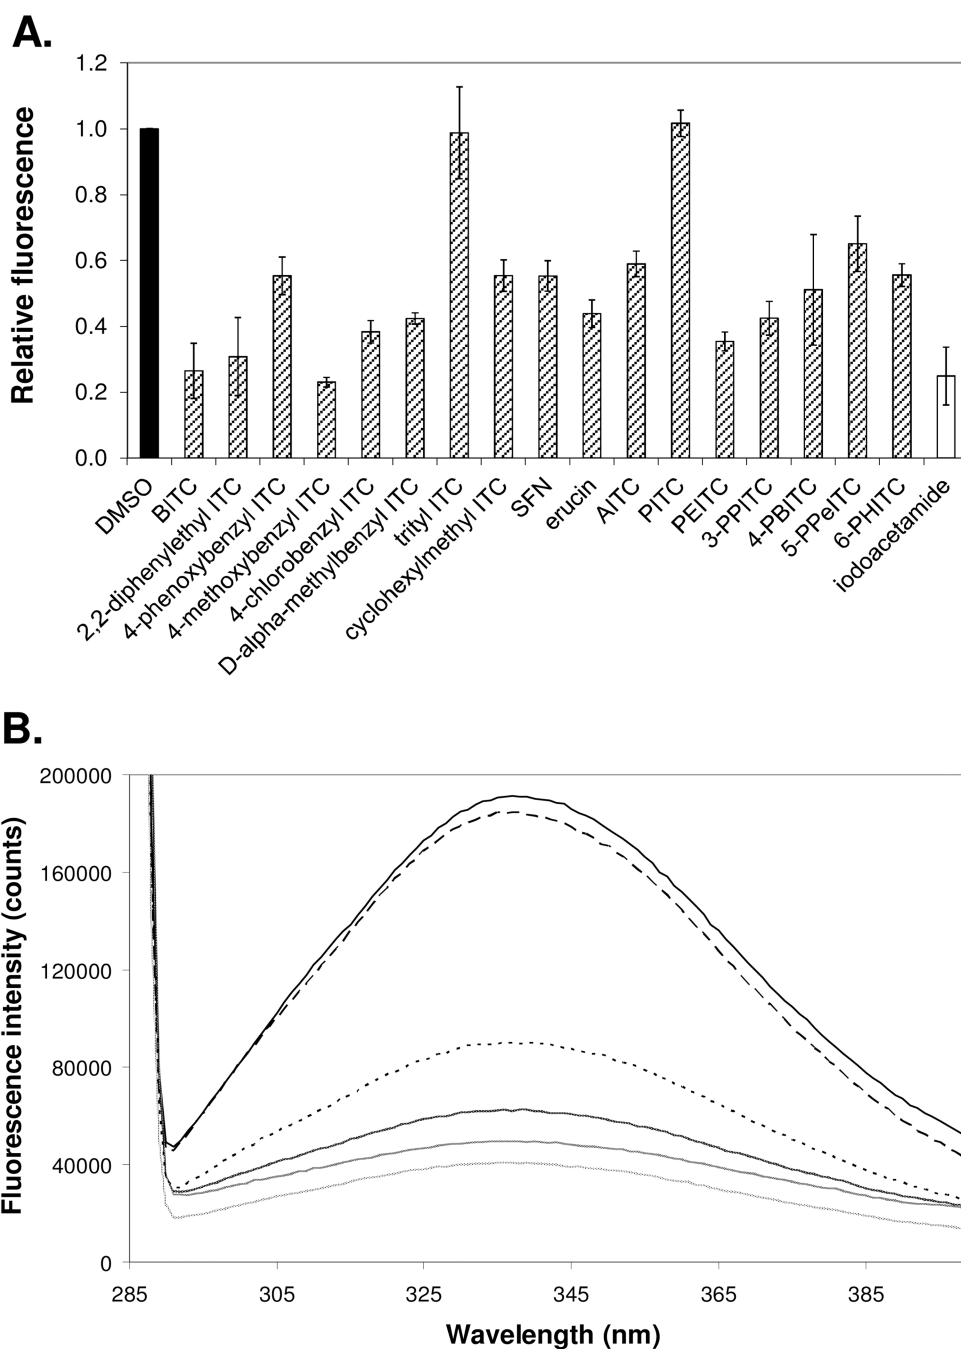 A.
Relative fluorescence
1.2
1.0
0.8
0.6
0.4
0.2
0.0
DMSO
BITC
2,2-diphenylethyl ITC
4-phenoxybenzyl ITC
4-methoxybenzyl ITC
4-chlorobenzyl ITC
D-alpha-methylbenzyl ITC
trityl ITC
cyclohexylmethyl ITC
SFN
erucin
AITC
PITC
PEITC
3-PPITC
4-PBITC
5-PPeITC
6-PHITC
iodoacetamide
B.
Fluorescence intensity (counts)
200000
160000
120000
80000
40000
0
285
305
325
345
365
385
Wavelength (nm)